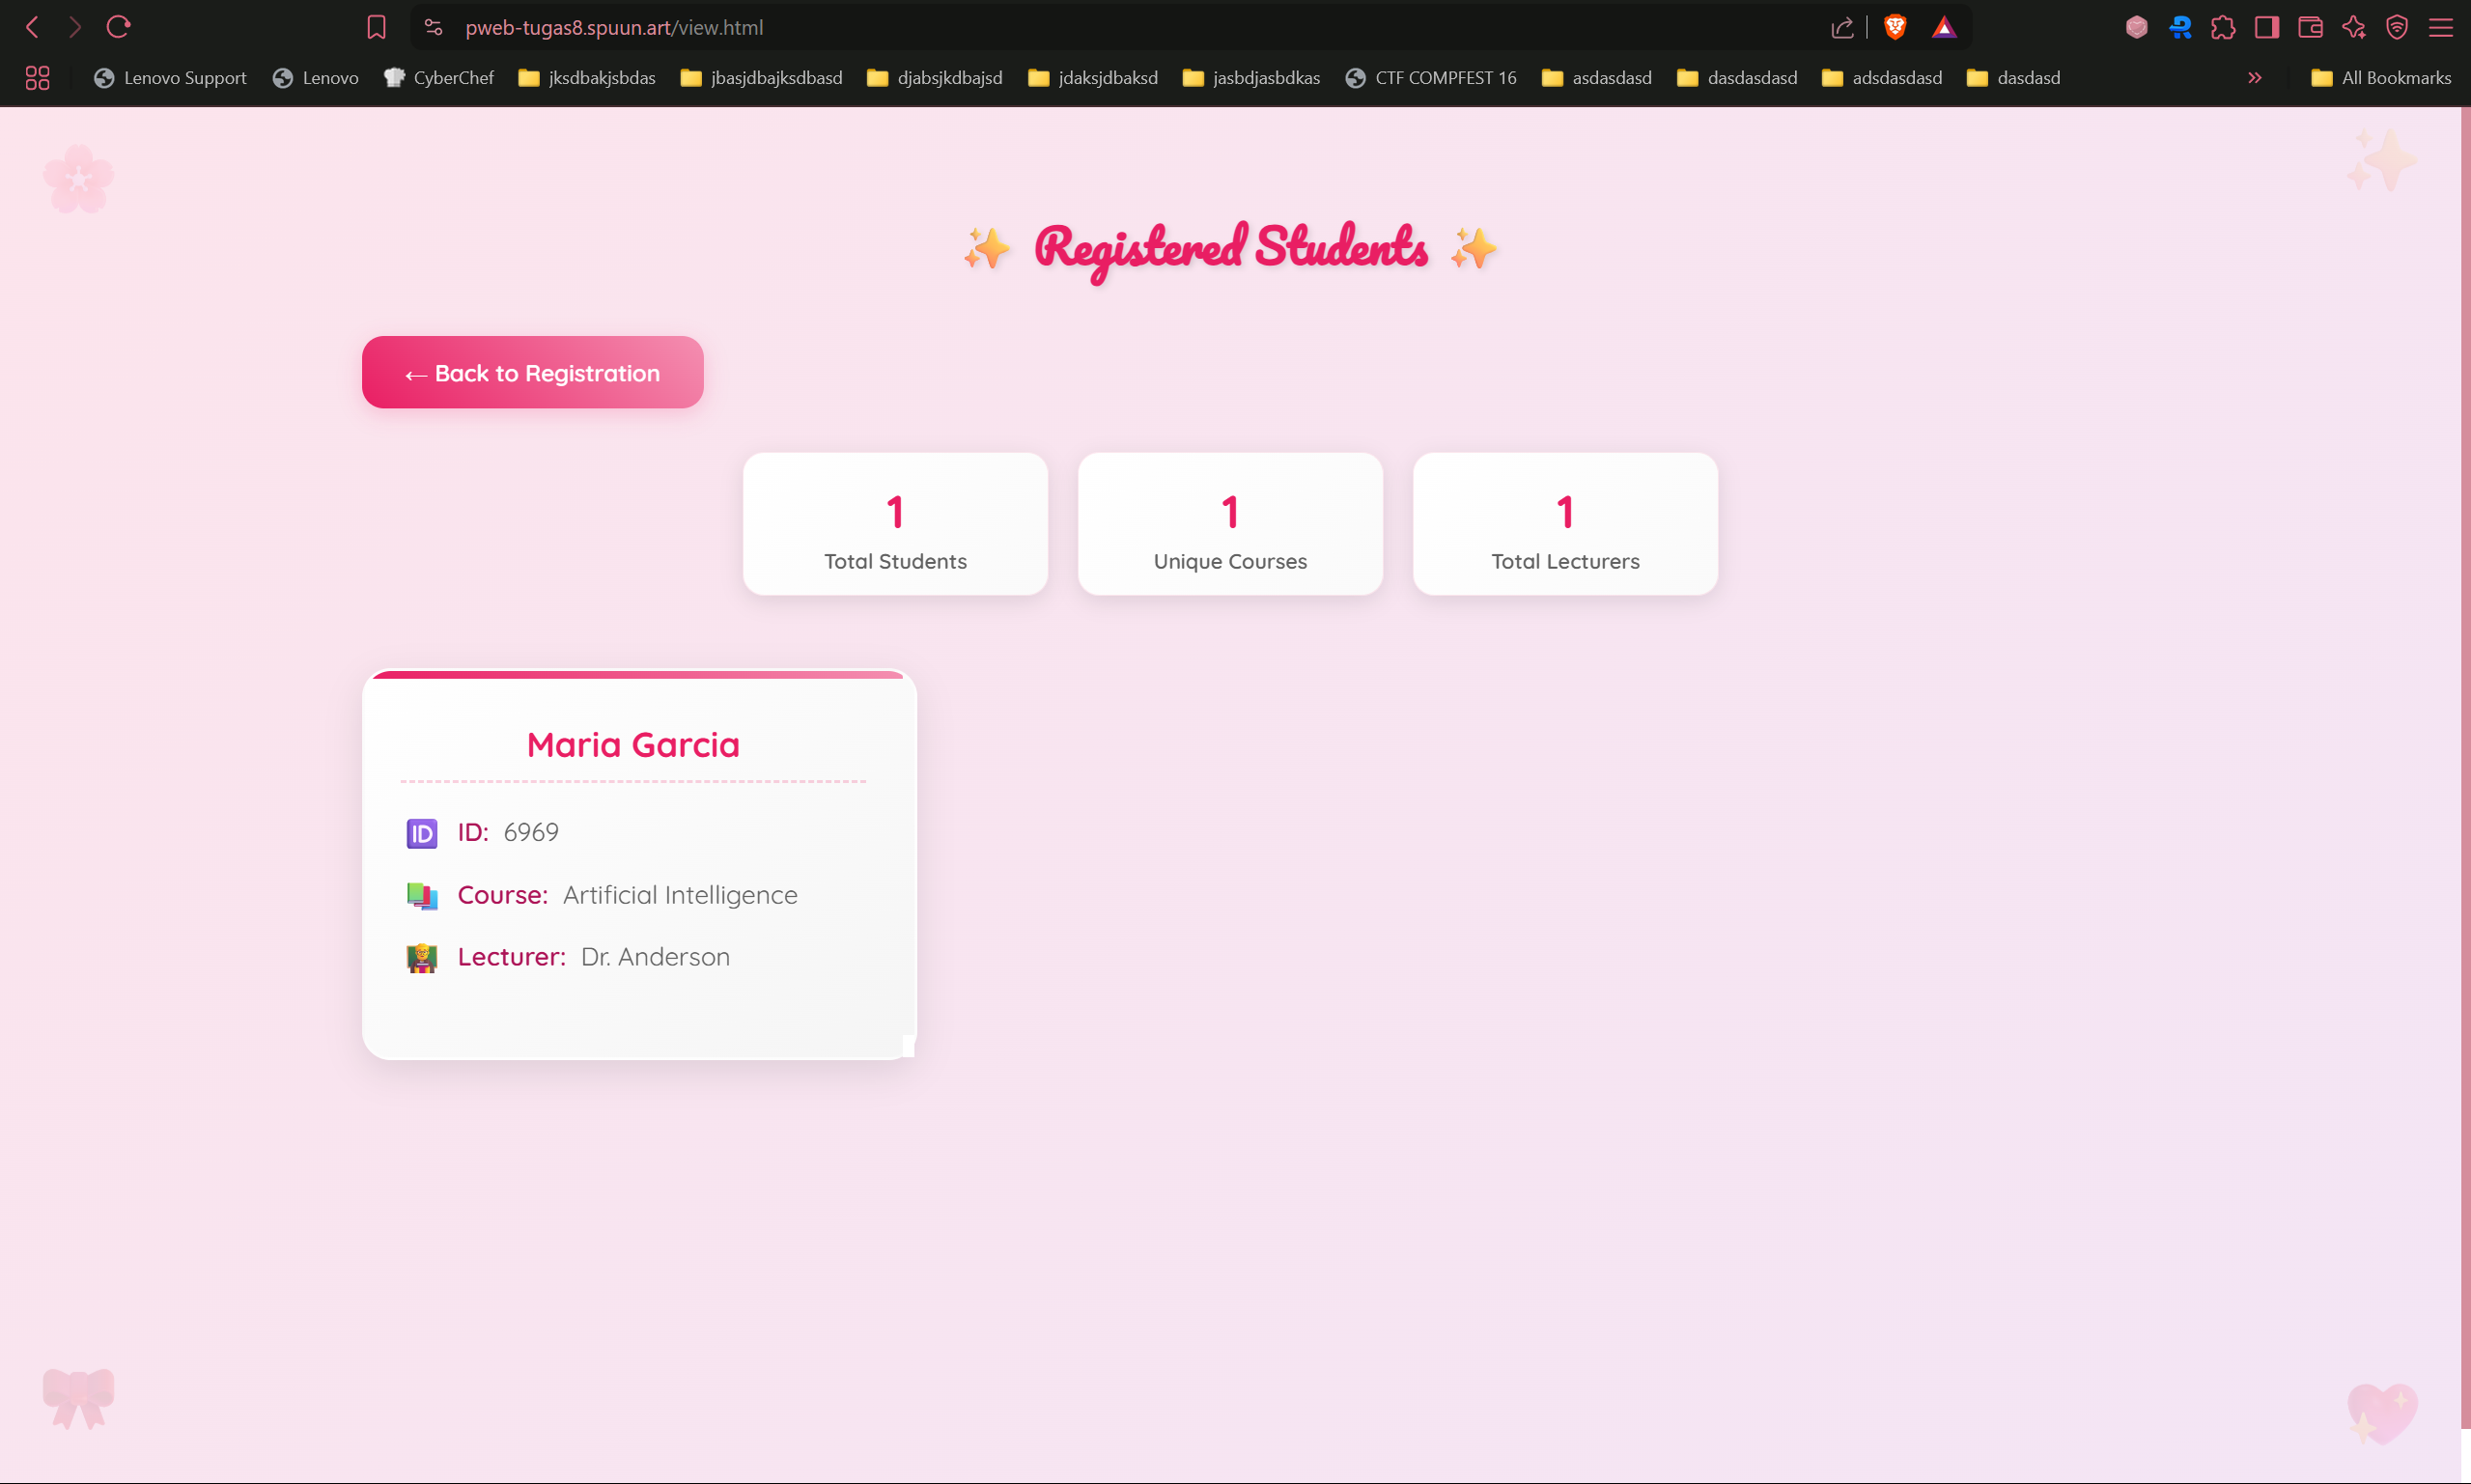 pweb-tugas8.spuun.art/view.html
Lenovo Support Lenovo CyberChef jksdbakjsbdas jbasjdbajksdbasd djabsjkdbajsd jdaksjdbaksd jasbdjasbdkas CTF COMPFEST 16 asdasdasd dasdasdasd adsdasdasd dasdasd All Bookmarks
Registered Students
← Back to Registration
1 1 1
Total Students Unique Courses Total Lecturers
Maria Garcia
ID ID: 6969
Course: Artificial Intelligence
Lecturer: Dr. Anderson